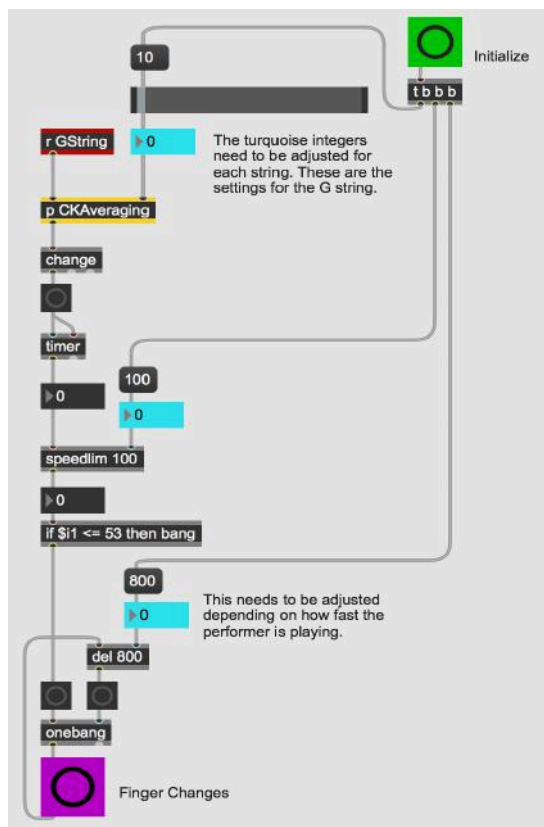 10
Initialize
t b b b
r GString
0
The turquoise integers
need to be adjusted for
each string. These are the
settings for the G string.
p CKAveraging
change
timer
100
0
0
speedlim 100
0
if $i1 <= 53 then bang
800
0
This needs to be adjusted
depending on how fast the
performer is playing.
del 800
onebang
Finger Changes